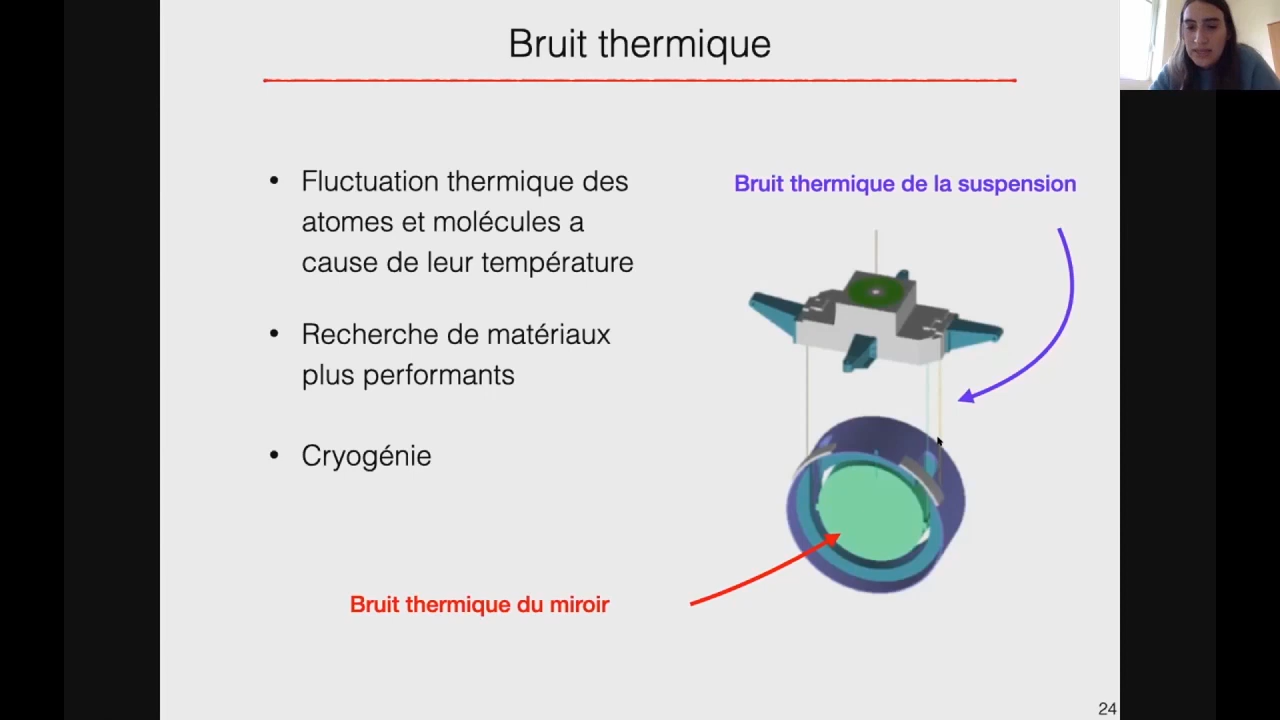 Bruit thermique
• Fluctuation thermique des
atomes et molécules a
cause de leur température
• Recherche de matériaux
plus performants
• Cryogénie
Bruit thermique de la suspension
Bruit thermique du miroir
24